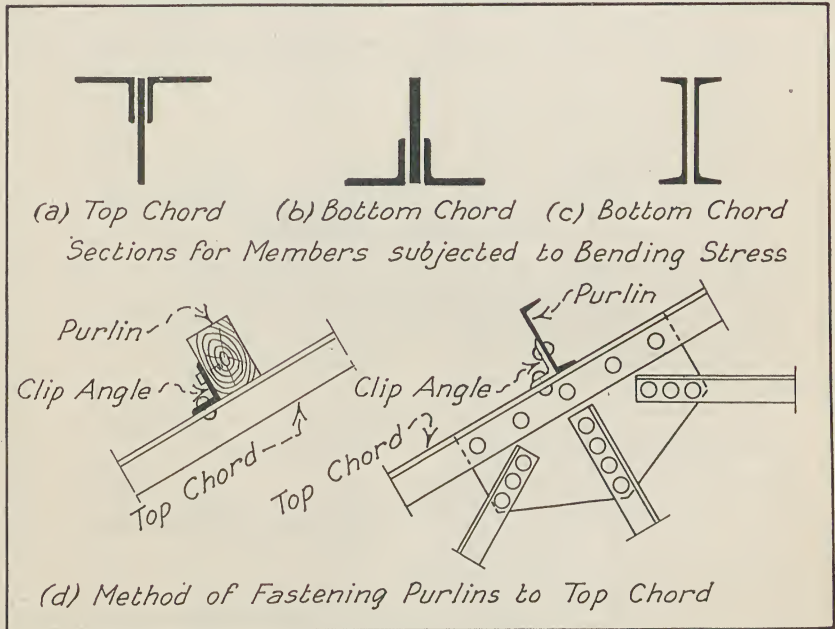 (a) Top Chord
(b) Bottom Chord
(c) Bottom Chord
Sections for Members subjected to Bending Stress
Purlin
Clip Angle
Top Chord
Purlin
Clip Angle
Top Chord
(d) Method of Fastening Purlins to Top Chord